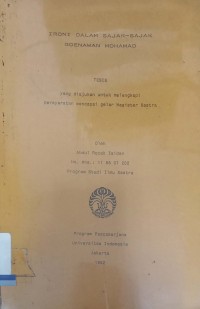 IRONI DALAM SAJAK-SAJAK
GOENAWAN MOHAMAD
TESIS
Yang diajukan untuk melengkapi
persyaratan mencapai gelar Magister Sastra
Oleh
Program Studi Ilmu Sastra
Program Pascasarjana
Universitas Indonesia
Jakarta